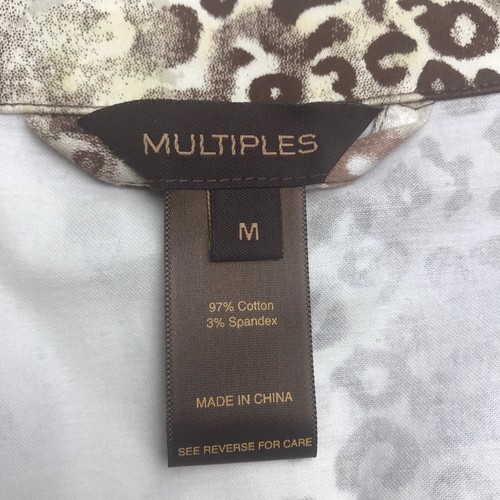 MULTIPLES
M
97% Cotton
3% Spandex
MADE IN CHINA
SEE REVERSE FOR CARE